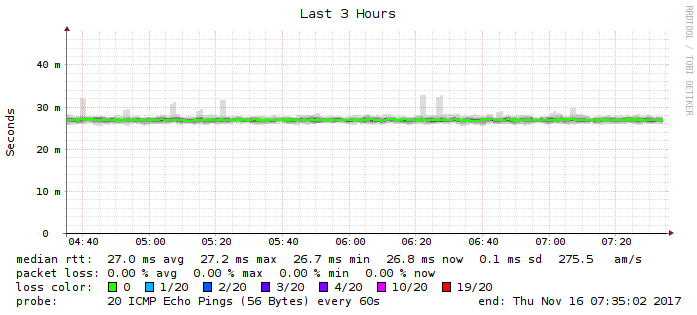 Last 3 Hours
RRDTOOL / TOBI OETIKER
Seconds
40 m
30 m
20 m
10 m
0
04:40 05:00 05:20 05:40 06:00 06:20 06:40 07:00 07:20
median rtt: 27.0 ms avg 27.2 ms max 26.7 ms min 26.8 ms now 0.1 ms sd 275.5 am/s
packet loss: 0.00 % avg 0.00 % max 0.00 % min 0.00 % now
loss color: 0 1/20 2/20 3/20 4/20 10/20 19/20
probe: 20 ICMP Echo Pings (56 Bytes) every 60s end: Thu Nov 16 07:35:02 2017